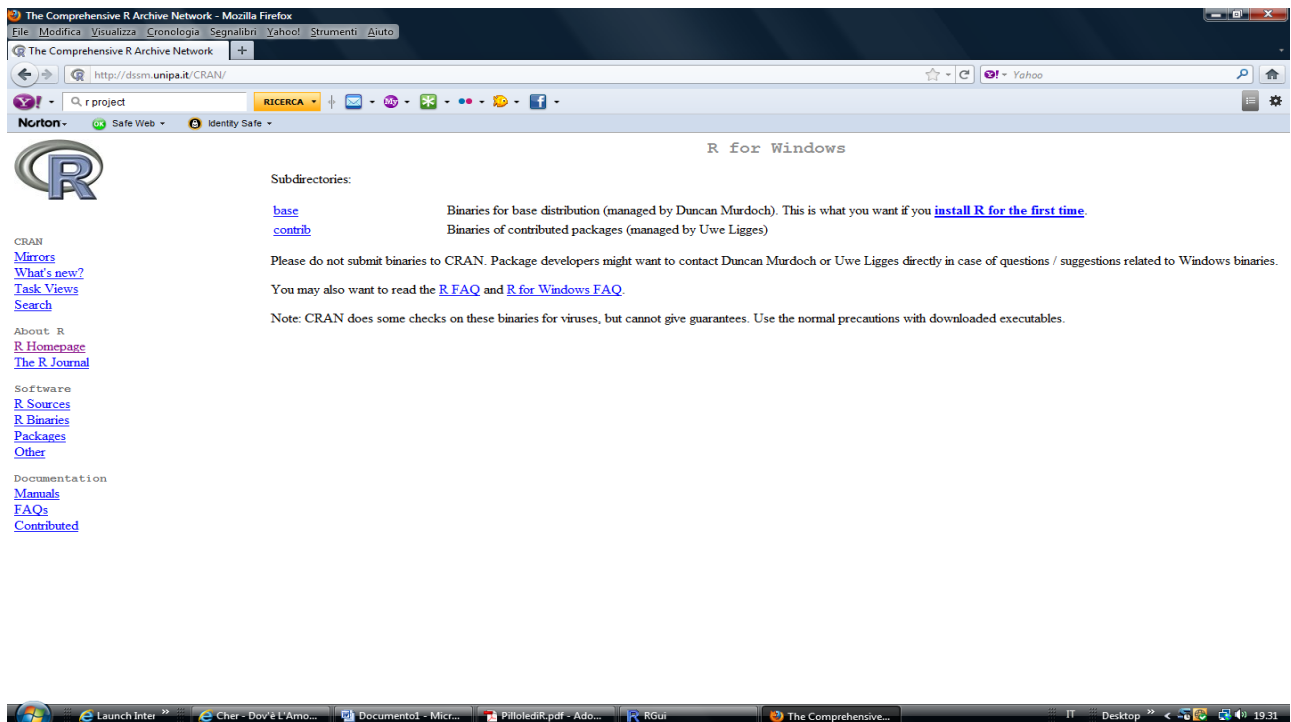 The Comprehensive R Archive Network - Mozilla Firefox
File Modifica Visualizza Cronologia Segnalibri Yahoo! Strumenti Aiuto
The Comprehensive R Archive Network +
http://dssm.unipa.it/CRAN/ Yahoo
r project RICERCA
Norton Safe Web Identity Safe
R for Windows
Subdirectories:
base Binaries for base distribution (managed by Duncan Murdoch). This is what you want if you install R for the first time.
contrib Binaries of contributed packages (managed by Uwe Ligges)
Please do not submit binaries to CRAN. Package developers might want to contact Duncan Murdoch or Uwe Ligges directly in case of questions / suggestions related to Windows binaries.
You may also want to read the R FAQ and R for Windows FAQ.
Note: CRAN does some checks on these binaries for viruses, but cannot give guarantees. Use the normal precautions with downloaded executables.
R
CRAN
Mirrors
What's new?
Task Views
Search
About R
R Homepage
The R Journal
Software
R Sources
R Binaries
Packages
Other
Documentation
Manuals
FAQs
Contributed
Launch Inter » Cher - Dov'è L'Amo... Documento1 - Micr... PillolediR.pdf - Ado... RGui The Comprehensive... IT Desktop » 19.31